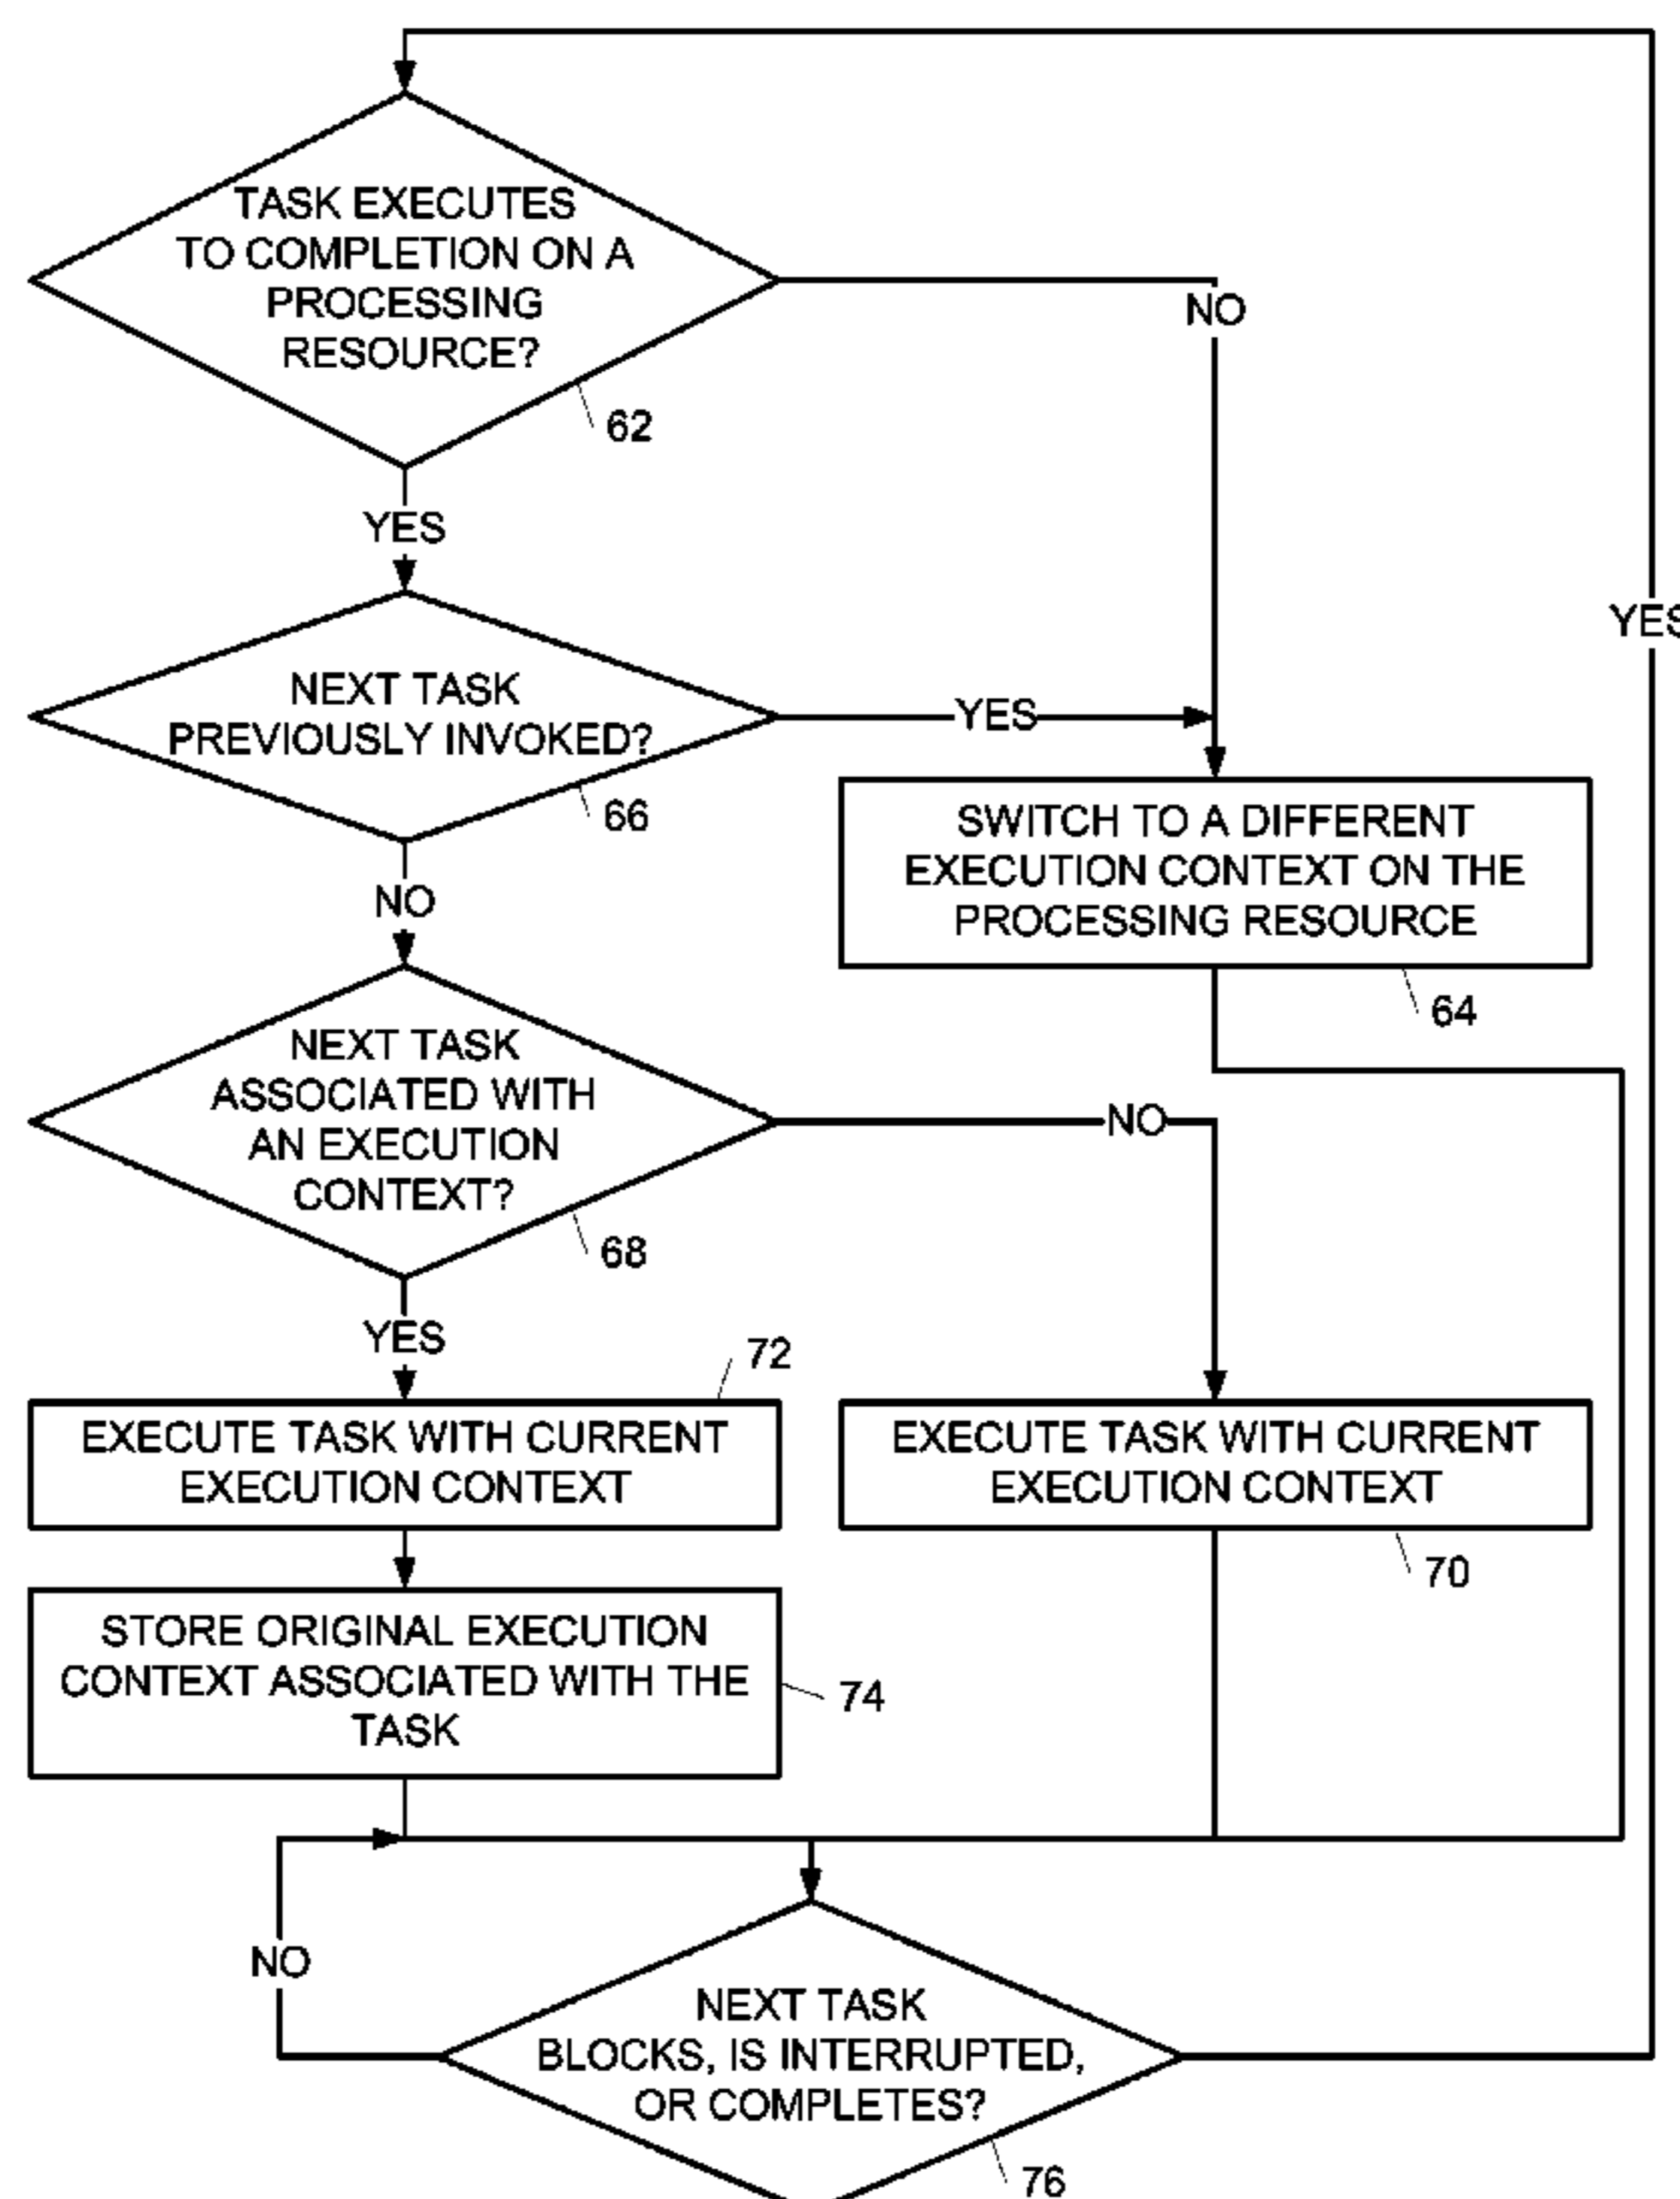 TASK EXECUTES
TO COMPLETION ON A
PROCESSING
RESOURCE?
62
NO
YES
YES
NEXT TASK
PREVIOUSLY INVOKED?
66
YES
SWITCH TO A DIFFERENT
EXECUTION CONTEXT ON THE
PROCESSING RESOURCE
64
NO
NEXT TASK
ASSOCIATED WITH
AN EXECUTION
CONTEXT?
68
NO
YES
72
EXECUTE TASK WITH CURRENT
EXECUTION CONTEXT
EXECUTE TASK WITH CURRENT
EXECUTION CONTEXT
70
STORE ORIGINAL EXECUTION
CONTEXT ASSOCIATED WITH THE
TASK
74
NO
NEXT TASK
BLOCKS, IS INTERRUPTED,
OR COMPLETES?
76